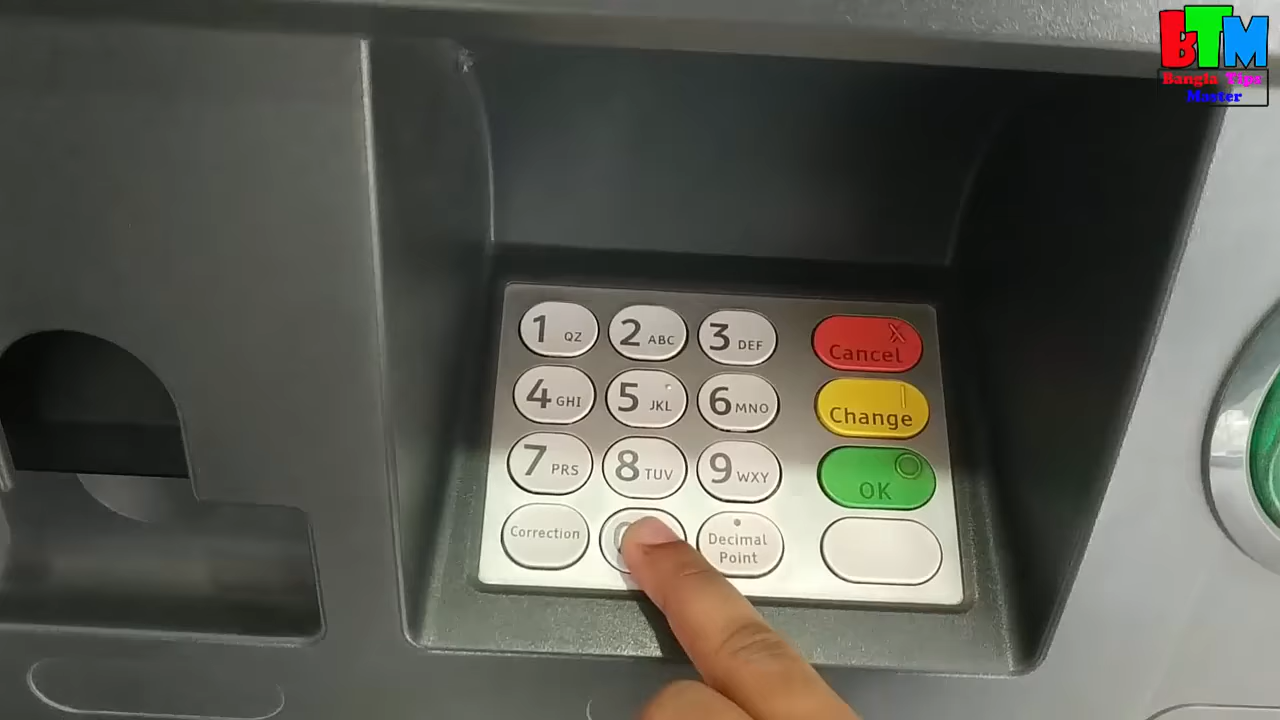 BTM
Bangla Tips
Master
1 QZ
2 ABC
3 DEF
X
Cancel
4 GHI
5 JKL
6 MNO
|
Change
7 PRS
8 TUV
9 WXY
O
OK
Correction
Decimal
Point